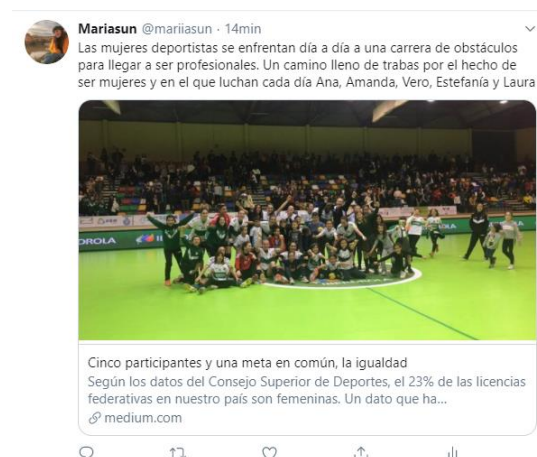 Mariasun @mariiasun · 14min
Las mujeres deportistas se enfrentan día a día a una carrera de obstáculos
para llegar a ser profesionales. Un camino lleno de trabas por el hecho de
ser mujeres y en el que luchan cada día Ana, Amanda, Vero, Estefanía y Laura
Cinco participantes y una meta en común, la igualdad
Según los datos del Consejo Superior de Deportes, el 23% de las licencias
federativas en nuestro país son femeninas. Un dato que ha...
medium.com